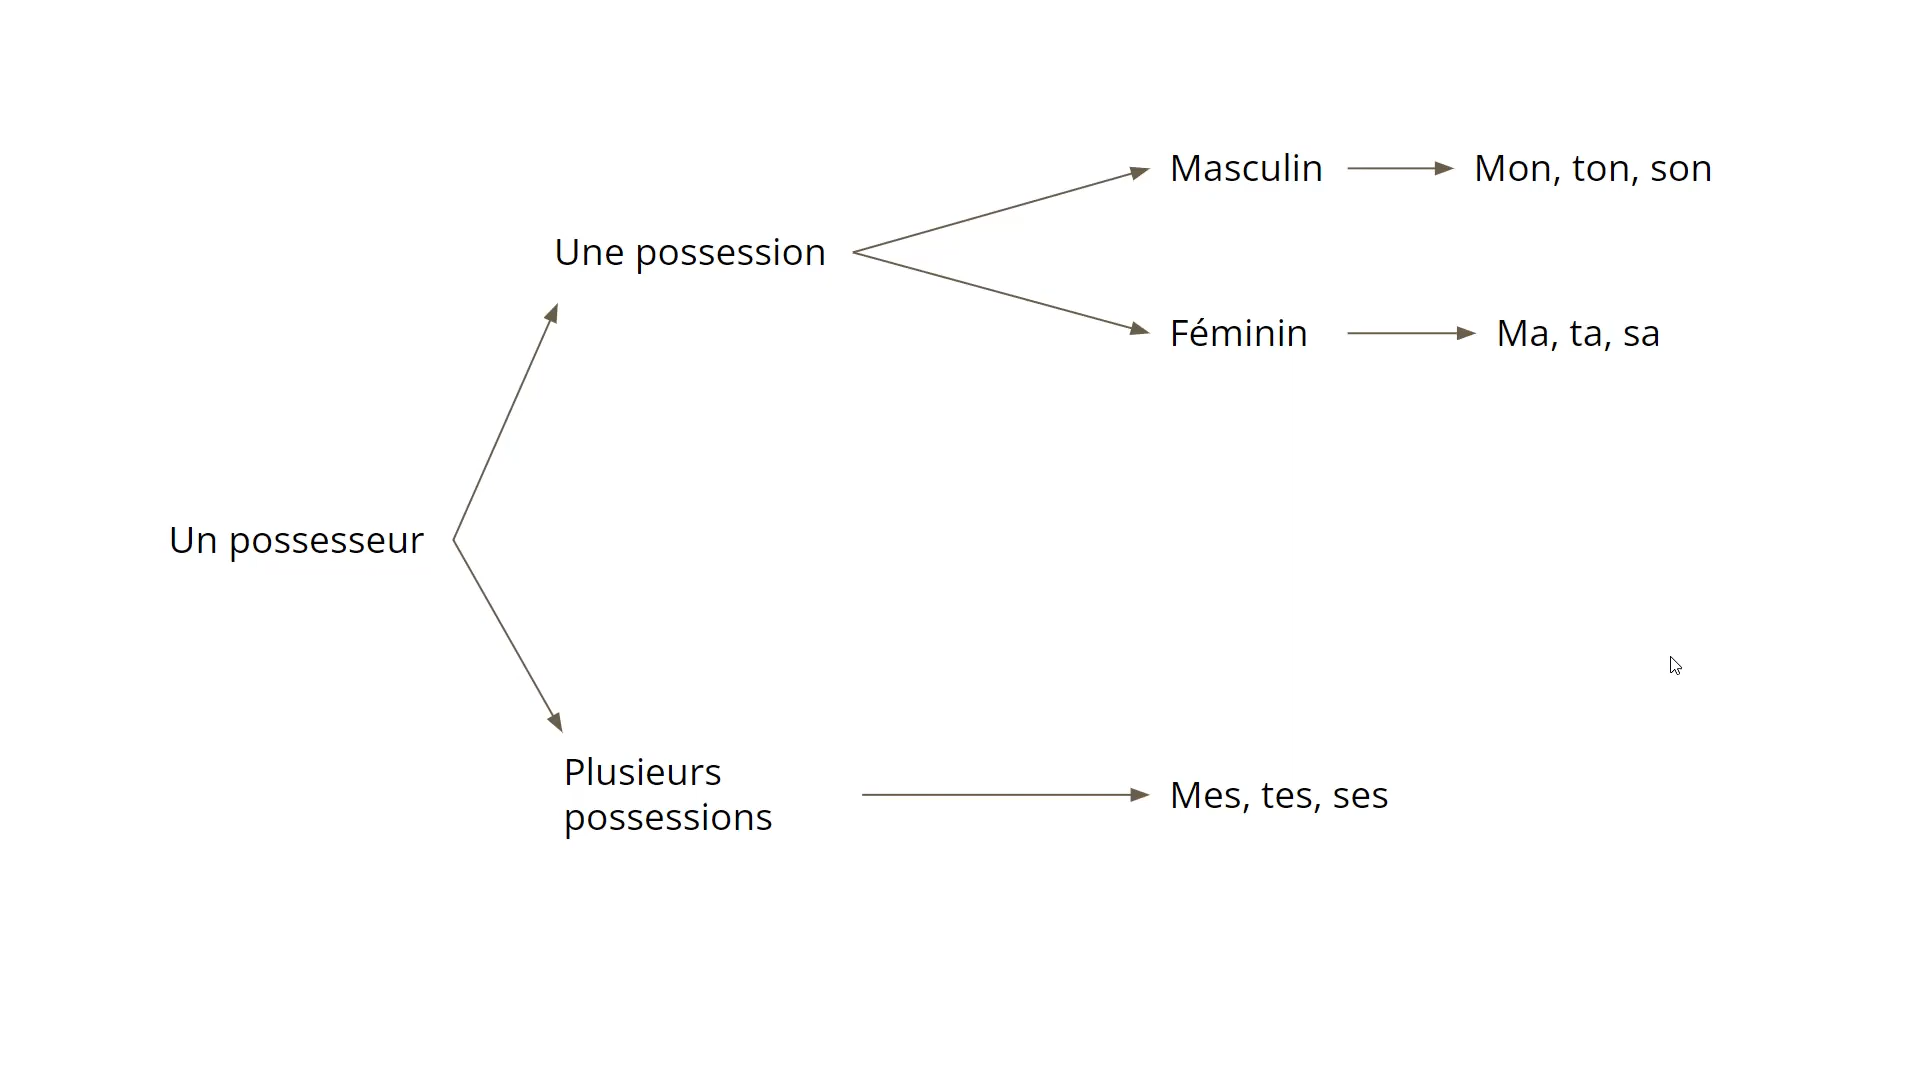 Masculin
Mon, ton, son
Une possession
Féminin
Ma, ta, sa
Un possesseur
Plusieurs
possessions
Mes, tes, ses